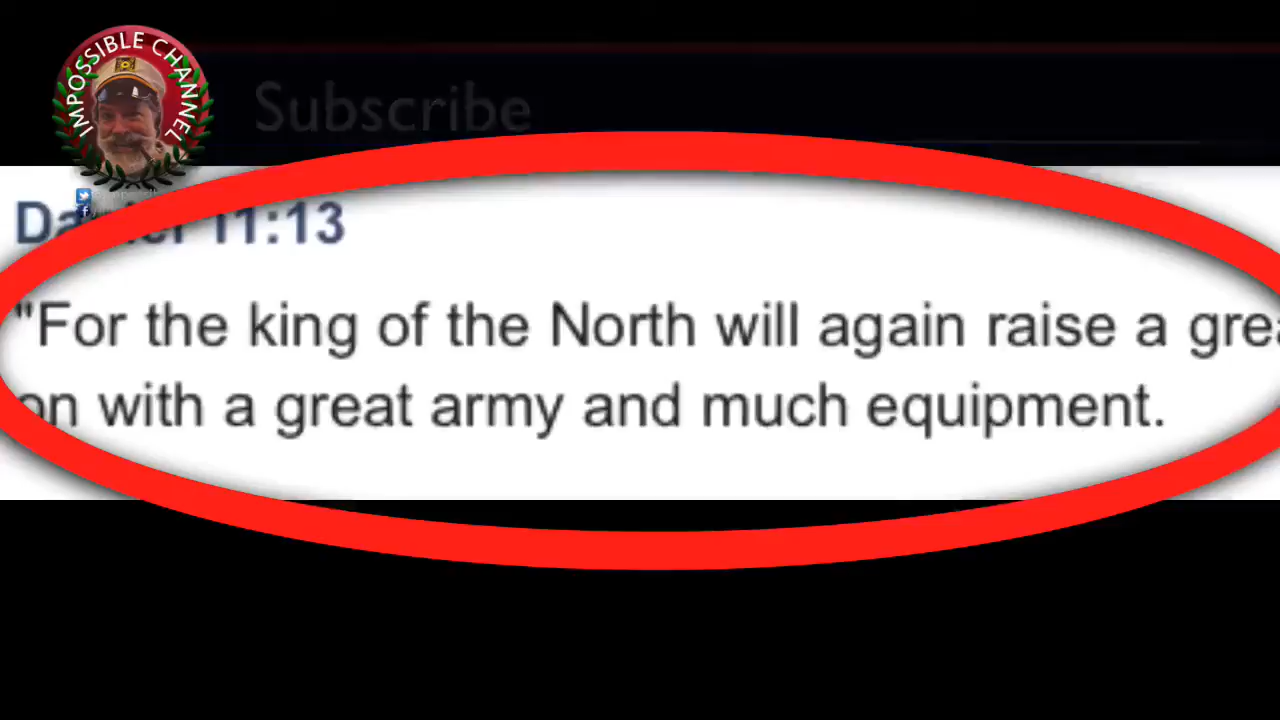 IMPOSSIBLE CHANNEL
Subscribe
11:13
"For the king of the North will again raise a
on with a great army and much equipment.